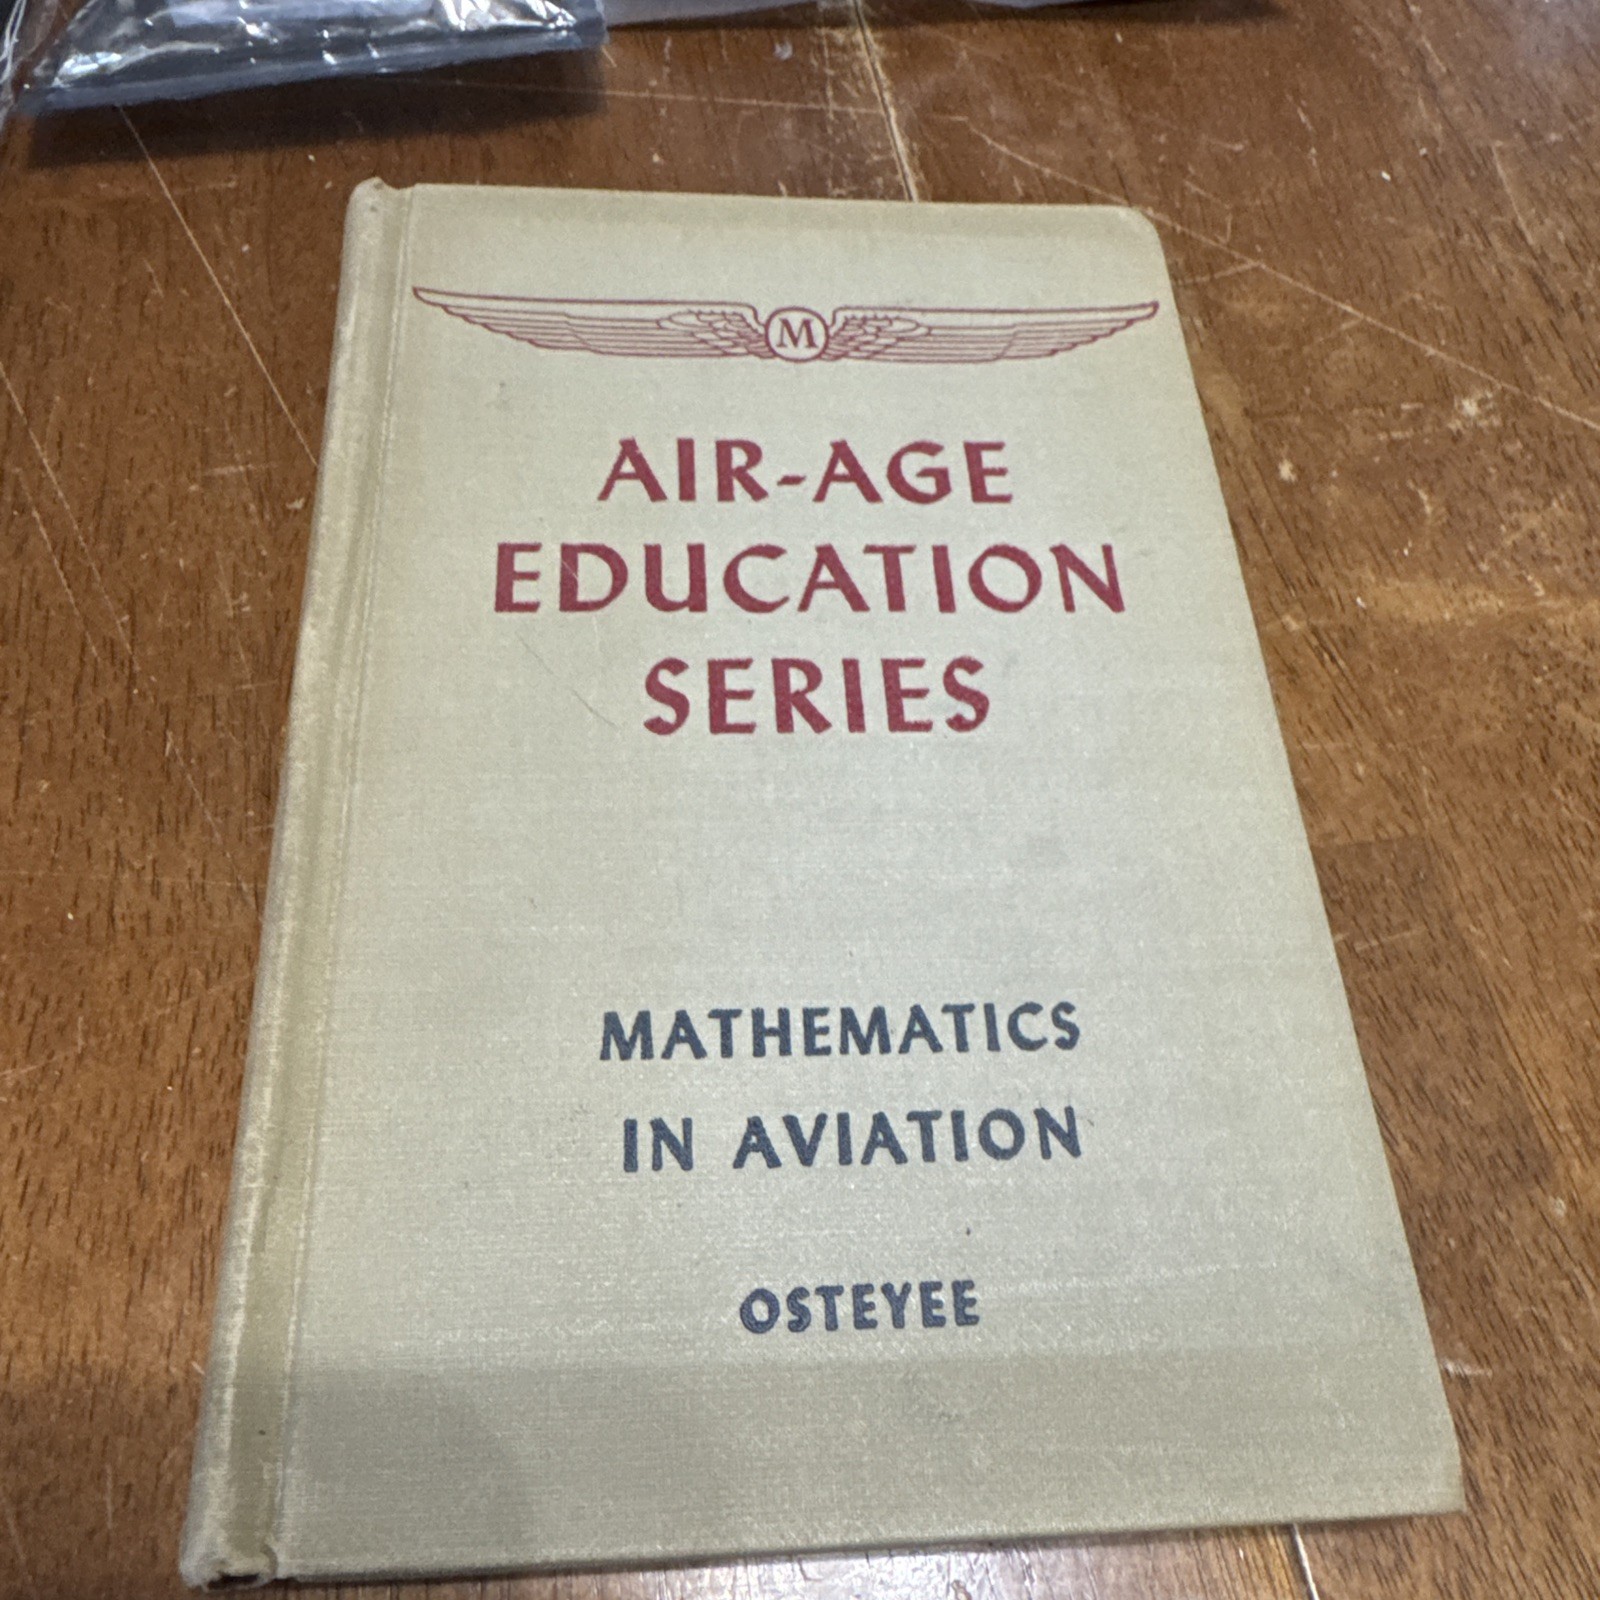 M
AIR-AGE
EDUCATION
SERIES
MATHEMATICS
IN AVIATION
OSTEYEE